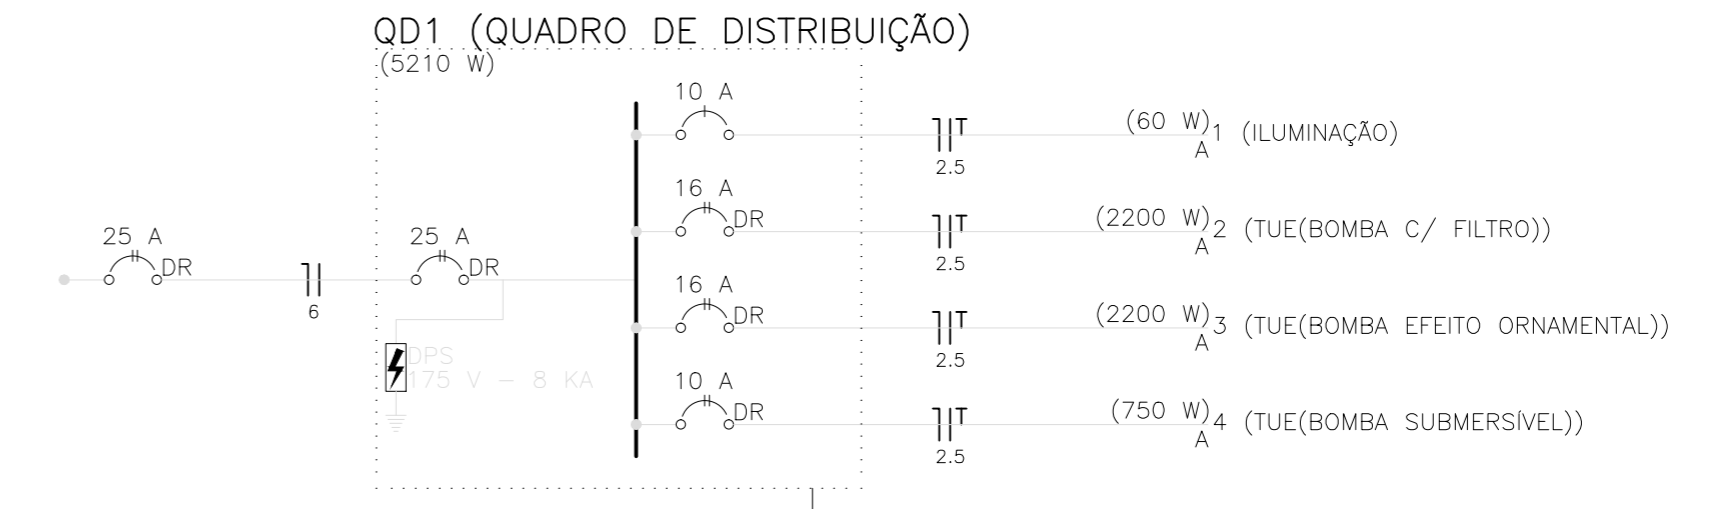 QD1 (QUADRO DE DISTRIBUIÇÃO)
(5210 W)
10 A
(60 W)
1 (ILUMINAÇÃO)
A
2.5
16 A
DR
(2200 W)
2 (TUE(BOMBA C/ FILTRO))
A
2.5
25 A
DR
6
25 A
DR
16 A
DR
(2200 W)
3 (TUE(BOMBA EFEITO ORNAMENTAL))
A
2.5
DPS
175 V - 8 KA
10 A
DR
(750 W)
4 (TUE(BOMBA SUBMERSÍVEL))
A
2.5